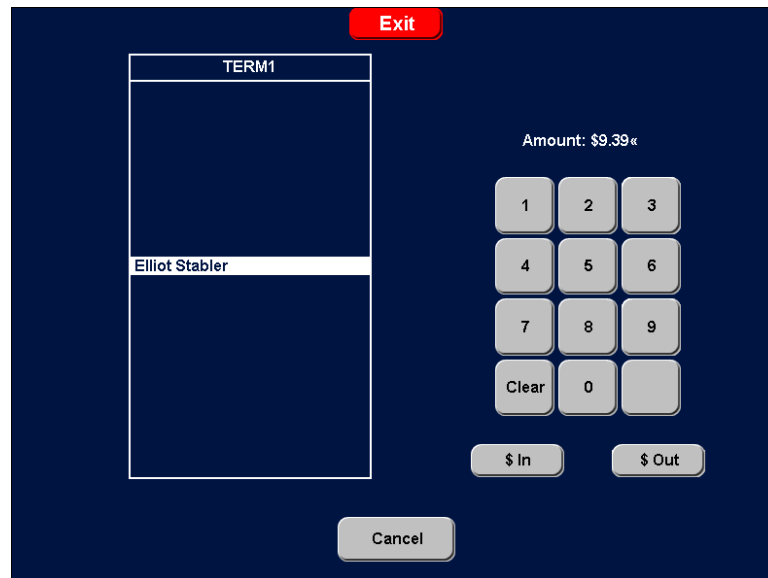 Exit
TERM1
Elliot Stabler
Amount: $9.39«
1 2 3
4 5 6
7 8 9
Clear 0
$ In $ Out
Cancel